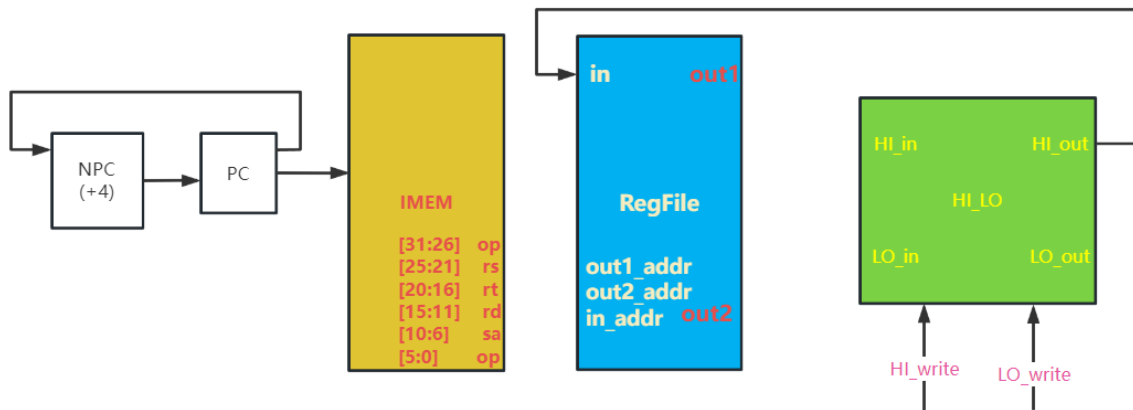 NPC
(+4)
PC
IMEM
[31:26] op
[25:21] rs
[20:16] rt
[15:11] rd
[10:6] sa
[5:0] op
in out1
RegFile
out1_addr
out2_addr
in_addr out2
HI_in HI_out
HI_LO
LO_in LO_out
HI_write
LO_write